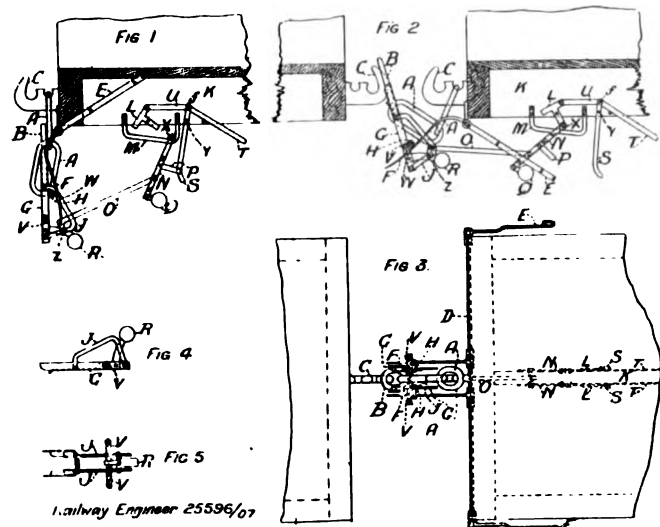 FIG 1
C
E
A
B
A
F
W
G
H
V
J
Z
R
O
L
U
f
K
M
X
Y
T
P
S
N
Q
FIG 2
B
C
A
C
K
L
U
f
A
M
X
Y
G
H
V
F
W
J
Z
R
O
N
P
S
T
Q
E
FIG 3
E
D
C
F
V
H
A
C
O
N
L
S
T
K
B
F
V
H
J
G
A
N
L
S
T
J
R
FIG 4
G
V
J
V
R
FIG 5
J
V
Railway Engineer 25596/07